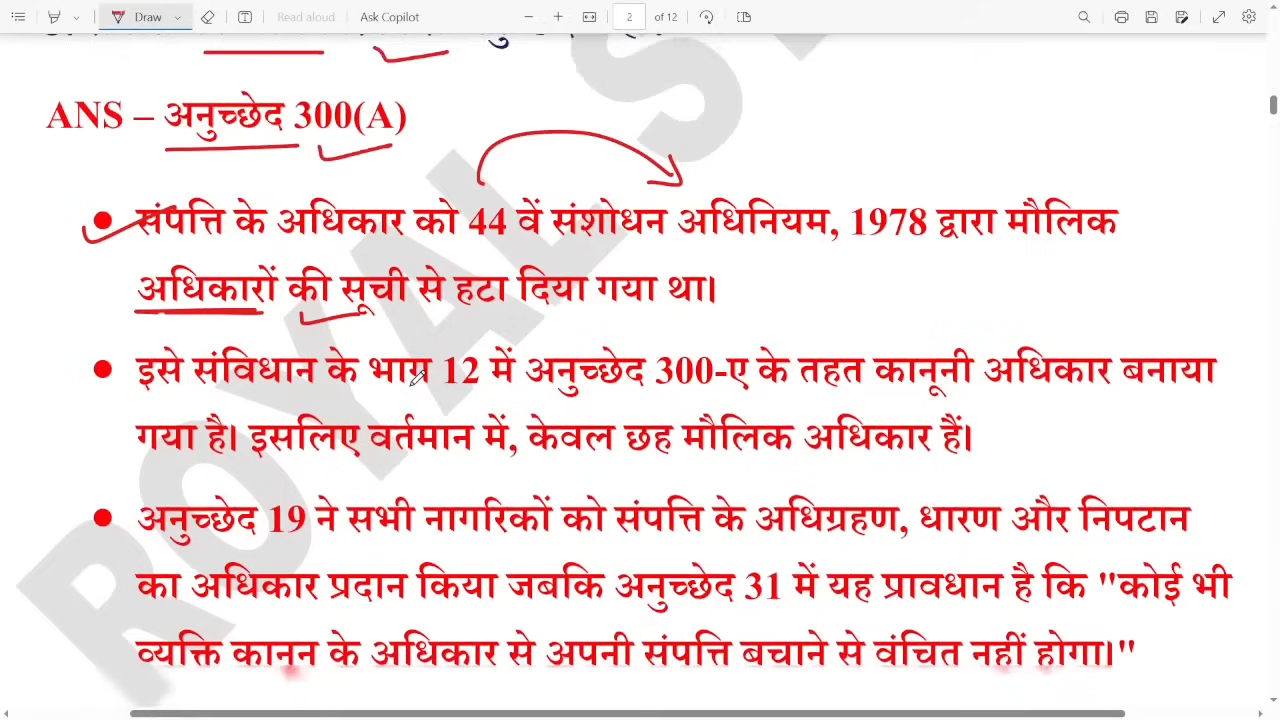 Draw
Read aloud
Ask Copilot
2
of 12
ANS – अनुच्छेद 300(A)
संपत्ति के अधिकार को 44 वें संशोधन अधिनियम, 1978 द्वारा मौलिक
अधिकारों की सूची से हटा दिया गया था।
इसे संविधान के भाग 12 में अनुच्छेद 300-ए के तहत कानूनी अधिकार बनाया
गया है। इसलिए वर्तमान में, केवल छह मौलिक अधिकार हैं।
अनुच्छेद 19 ने सभी नागरिकों को संपत्ति के अधिग्रहण, धारण और निपटान
का अधिकार प्रदान किया जबकि अनुच्छेद 31 में यह प्रावधान है कि "कोई भी
व्यक्ति कानून के अधिकार से अपनी संपत्ति बचाने से वंचित नहीं होगा।"
ROYAL